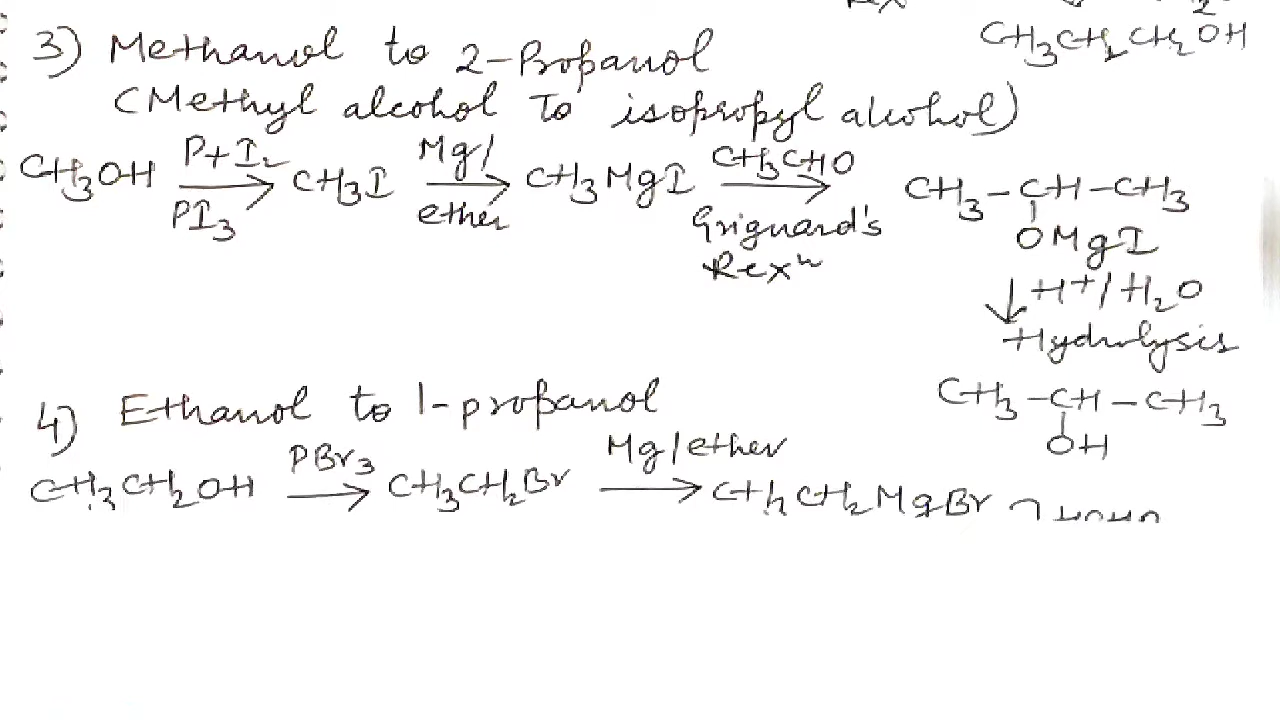 CH3CH2CH2OH
3) Methanol to 2-Propanol
(Methyl alcohol To isopropyl alcohol)
CH3OH P+I2 PI3 → CH3I Mg/ ether → CH3MgI CH3CHO Grignard's Rexn → CH3-CH-CH3
OMgI
↓ H+/H2O
Hydrolysis
CH3-CH-CH3
OH
4) Ethanol to 1-propanol
CH3CH2OH PBr3 → CH3CH2Br Mg/ether → CH3CH2MgBr